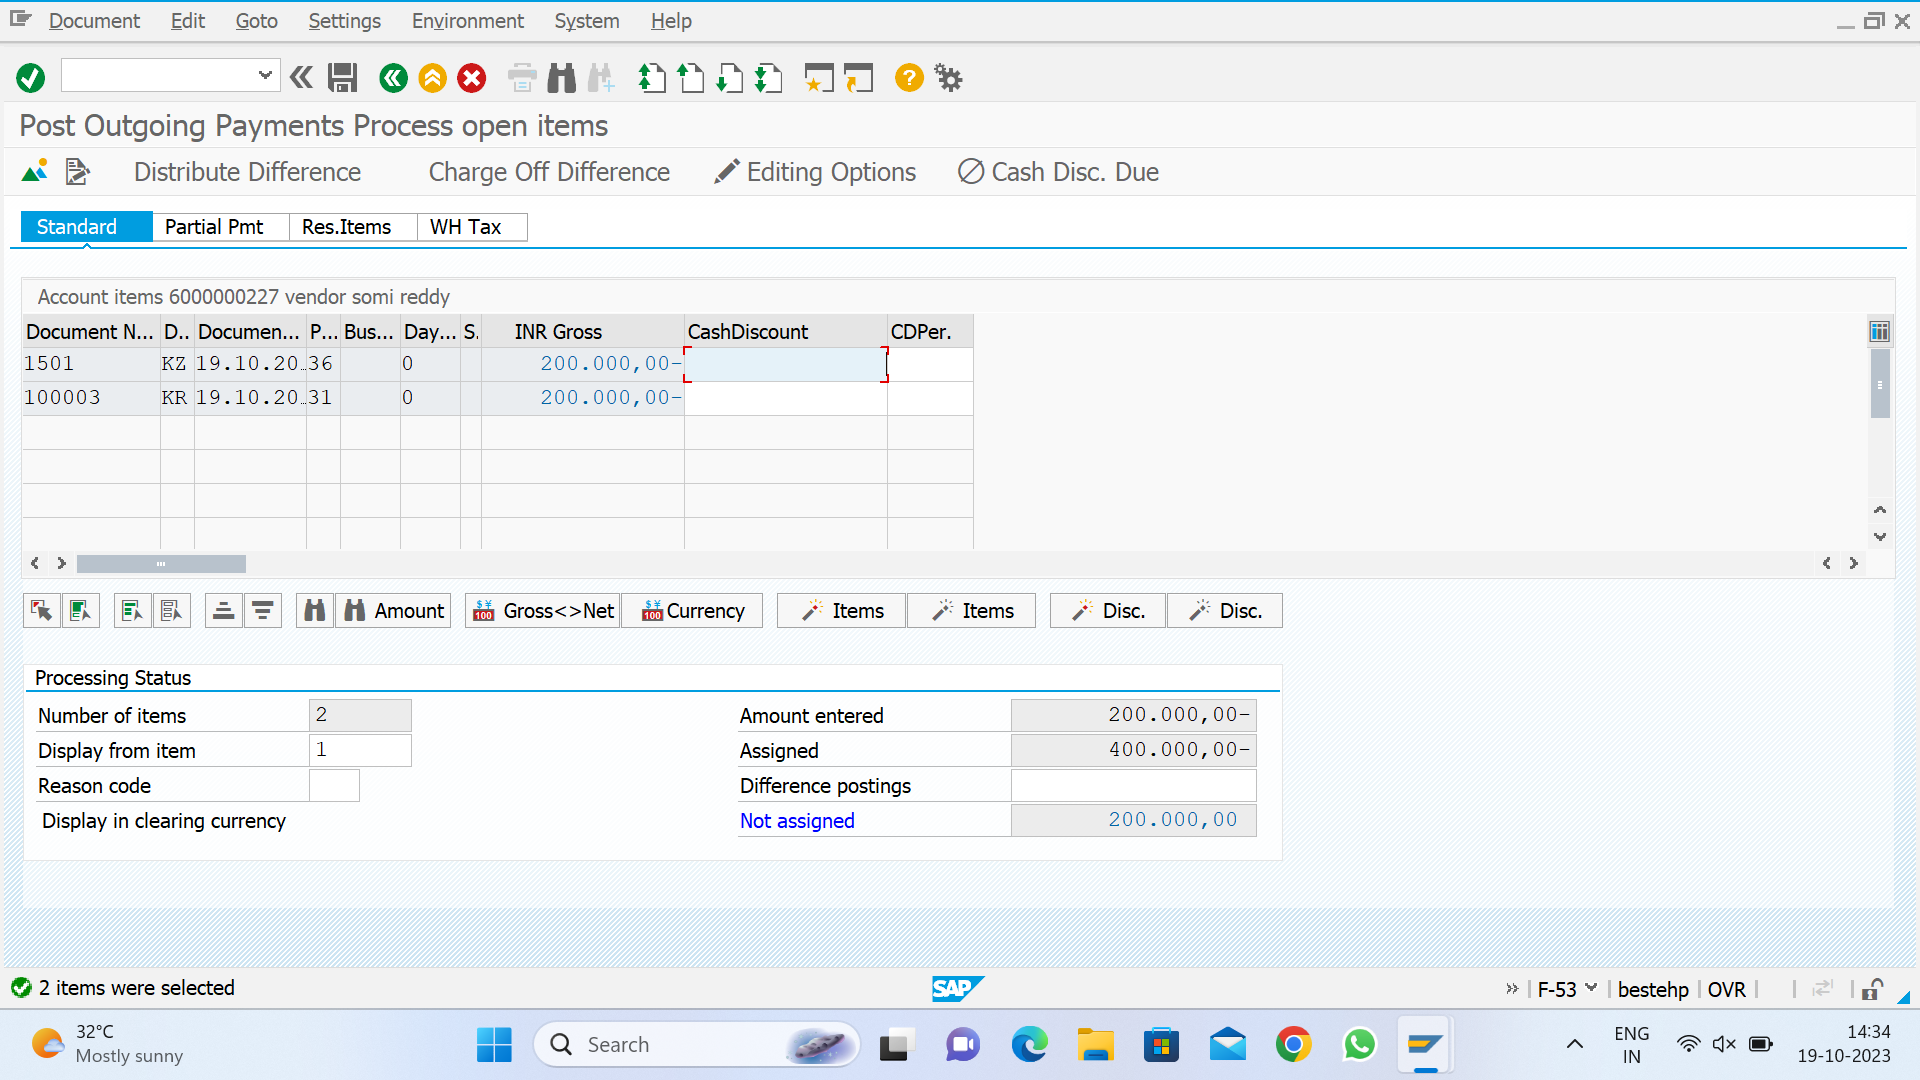 Document Edit Goto Settings Environment System Help
Post Outgoing Payments Process open items
Distribute Difference Charge Off Difference Editing Options Cash Disc. Due
Standard Partial Pmt Res.Items WH Tax
Account items 6000000227 vendor somi reddy
Document N... D.. Documen... P... Bus... Day... S. INR Gross CashDiscount CDPer.
1501 KZ 19.10.20... 36 0 200.000,00-
100003 KR 19.10.20... 31 0 200.000,00-
Amount Gross<>Net Currency Items Items Disc. Disc.
Processing Status
Number of items 2 Amount entered 200.000,00-
Display from item 1 Assigned 400.000,00-
Reason code Difference postings
Display in clearing currency Not assigned 200.000,00
2 items were selected SAP F-53 bestehp OVR
32°C
Mostly sunny
Search
ENG
IN
14:34
19-10-2023